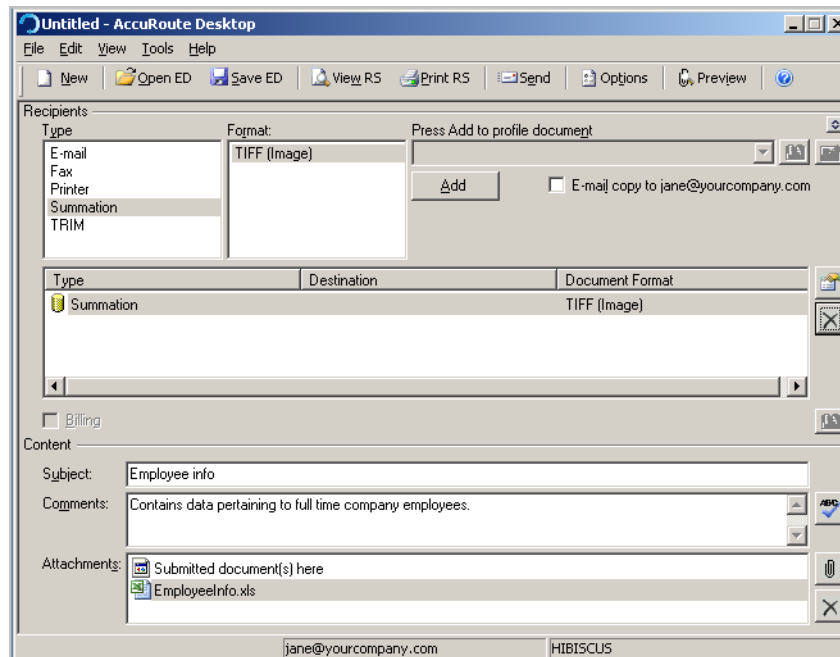 Untitled - AccuRoute Desktop
File Edit View Tools Help
New Open ED Save ED View RS Print RS Send Options Preview
Recipients
Type Format: Press Add to profile document
E-mail TIFF (Image)
Fax
Printer
Summation
TRIM
Add E-mail copy to jane@yourcompany.com
Type Destination Document Format
Summation TIFF (Image)
Billing
Content
Subject: Employee info
Comments: Contains data pertaining to full time company employees.
ABC
Attachments: Submitted document(s) here
EmployeeInfo.xls
jane@yourcompany.com HIBISCUS